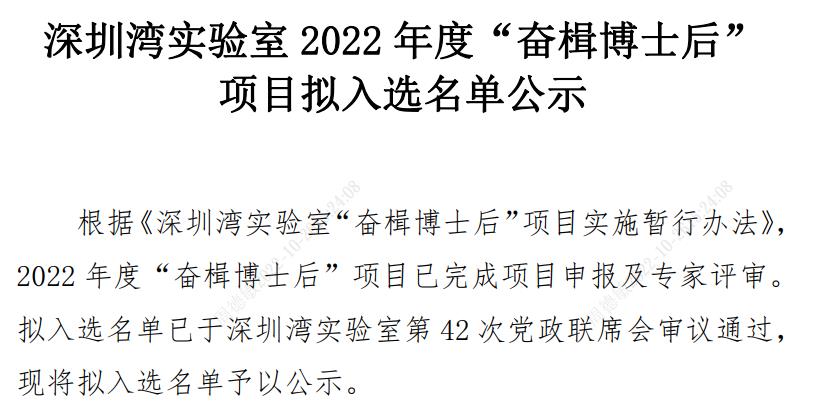 深圳湾实验室 2022 年度“奋楫博士后”
项目拟入选名单公示
根据《深圳湾实验室“奋楫博士后”项目实施暂行办法》，
2022 年度“奋楫博士后”项目已完成项目申报及专家评审。
拟入选名单已于深圳湾实验室第 42 次党政联席会审议通过，
现将拟入选名单予以公示。